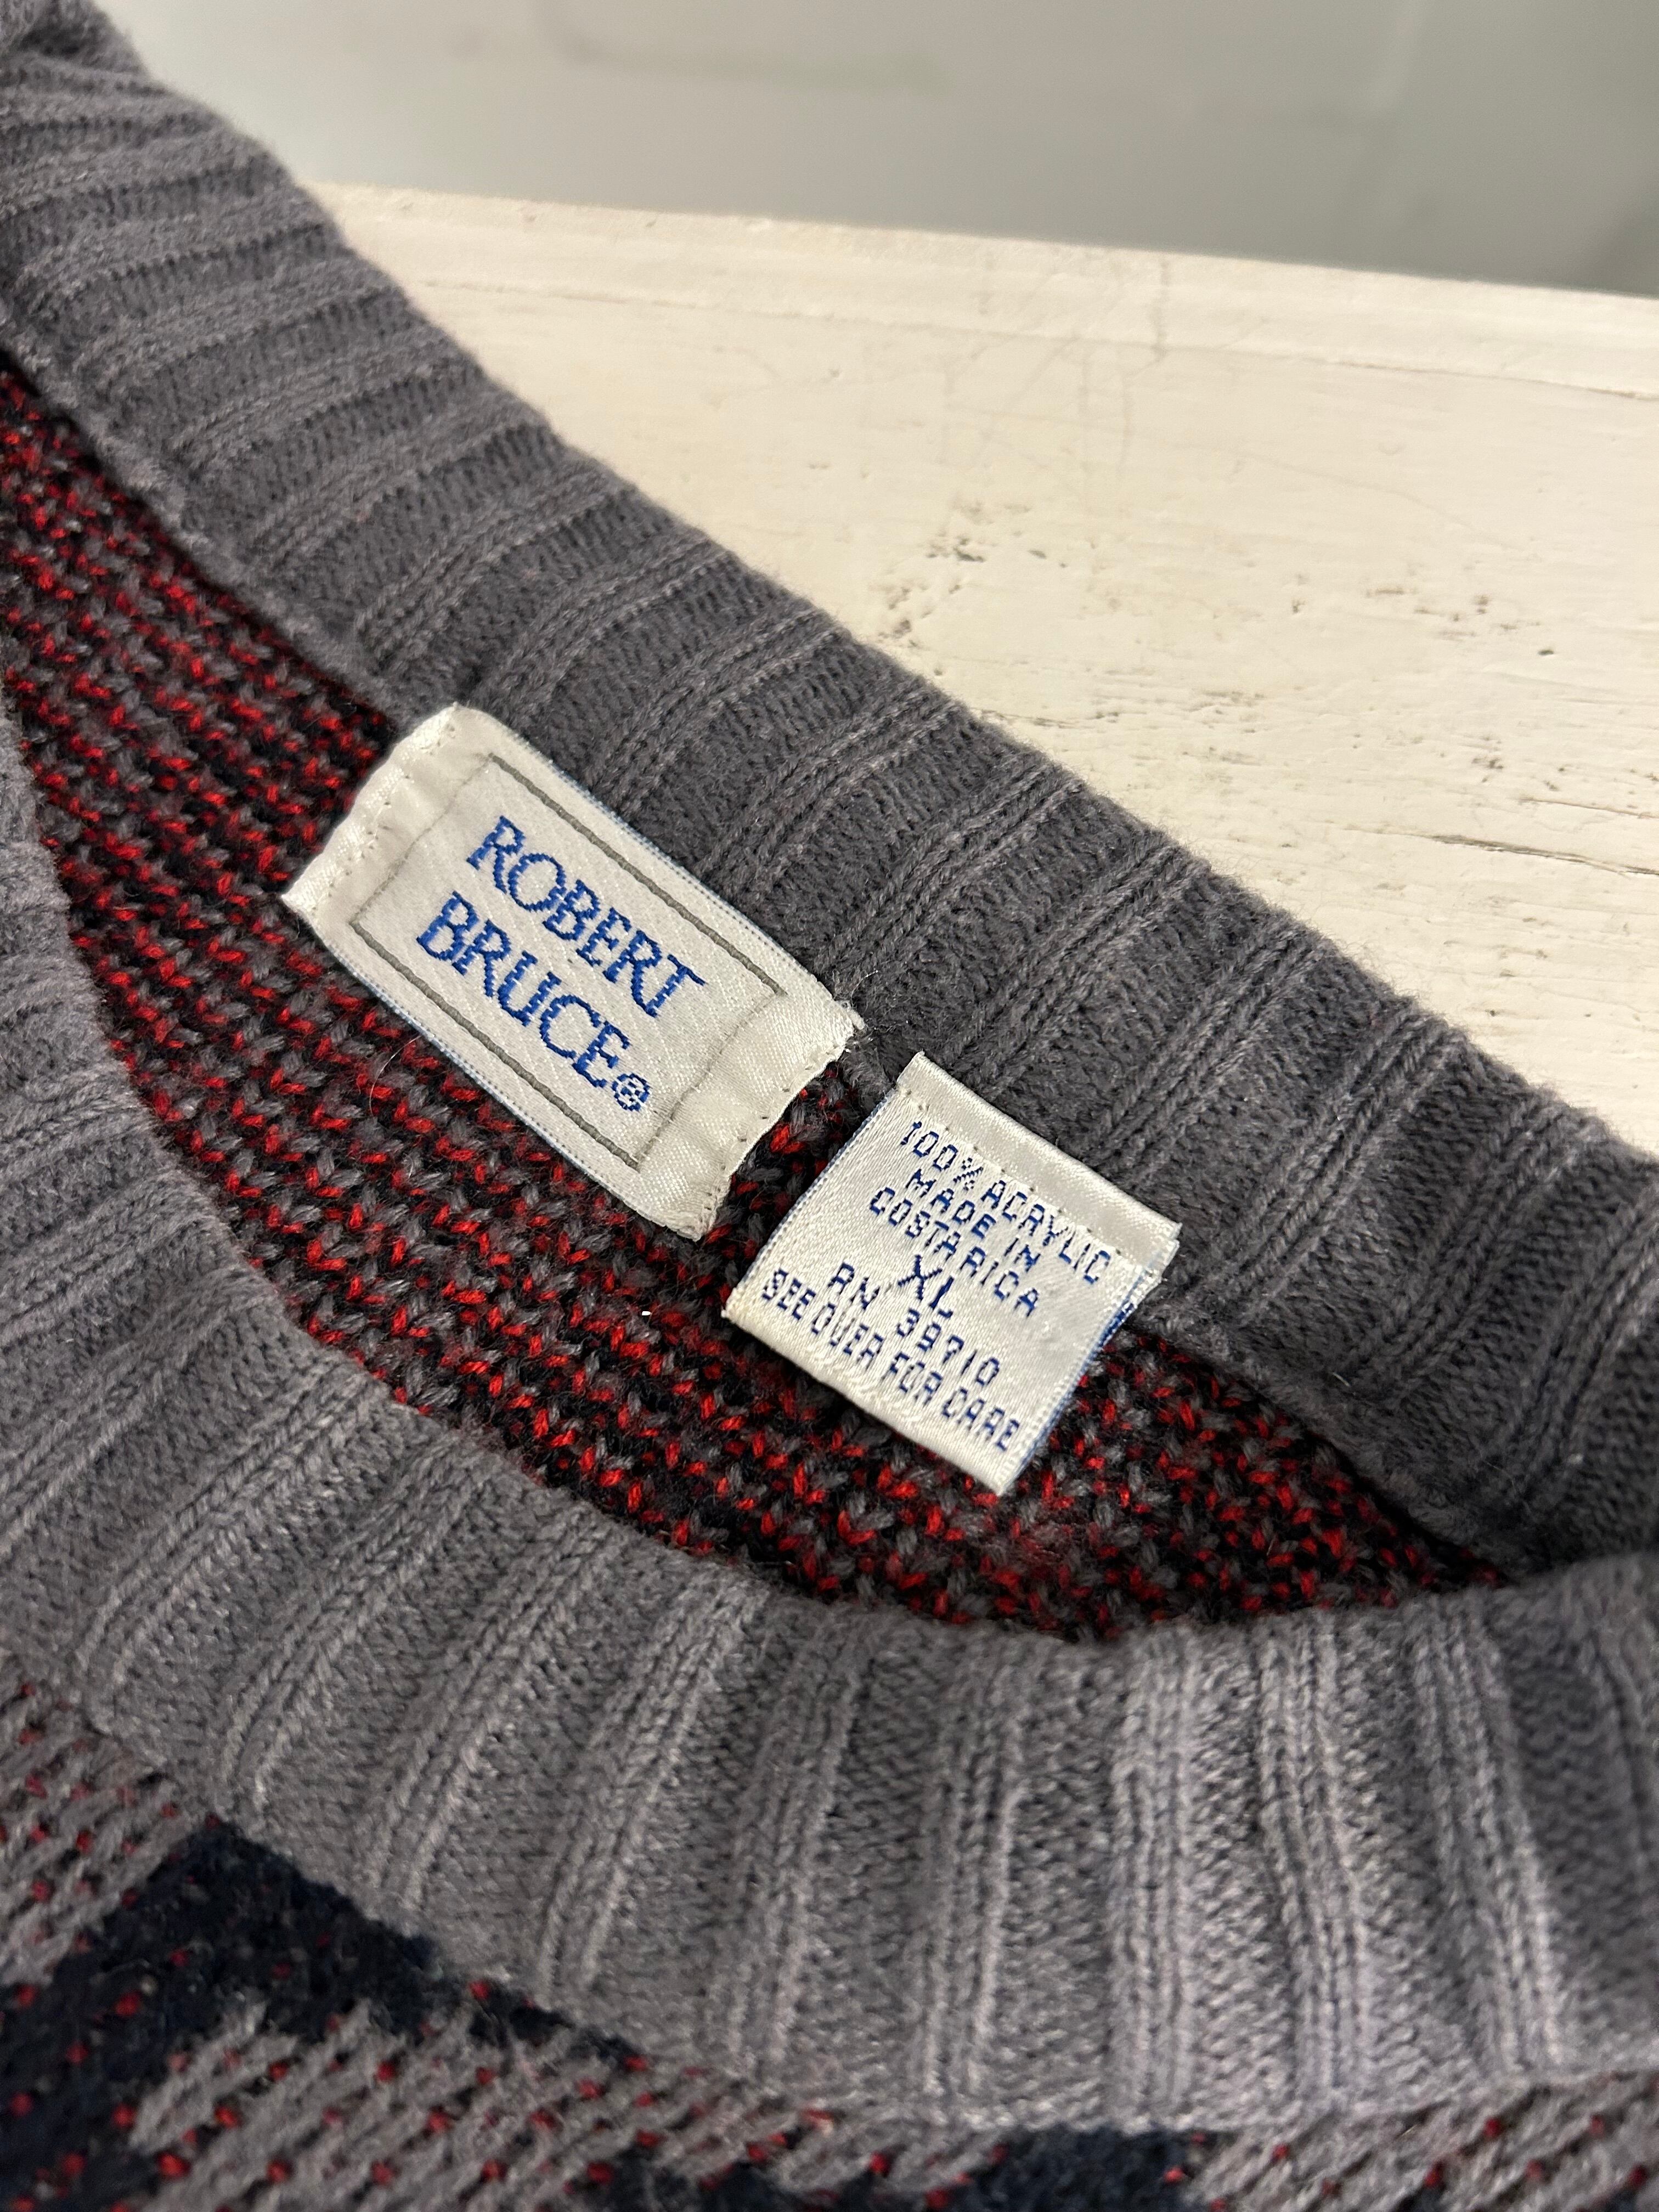 ROBERT
BRUCE®
100% ACRYLIC
MADE IN
COSTA RICA
XL
RN 39710
SEE OVER FOR CARE